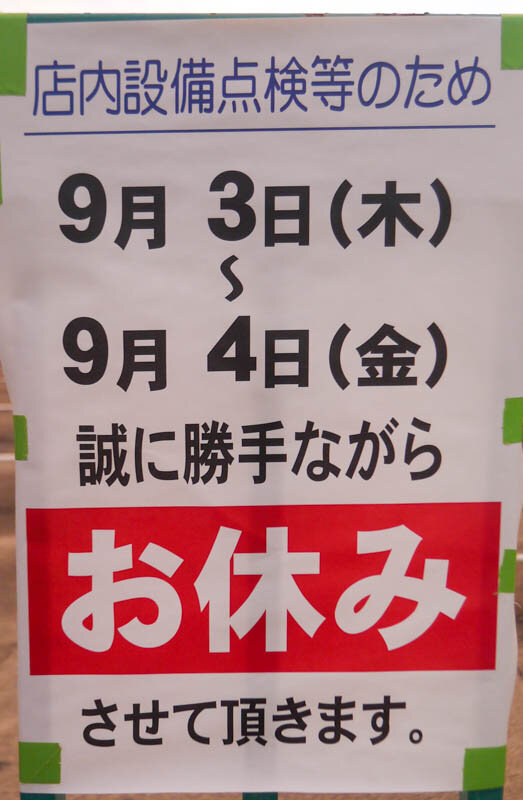 店内設備点検等のため
9月 3日(木)
～
9月 4日(金)
誠に勝手ながら
お休み
させて頂きます。